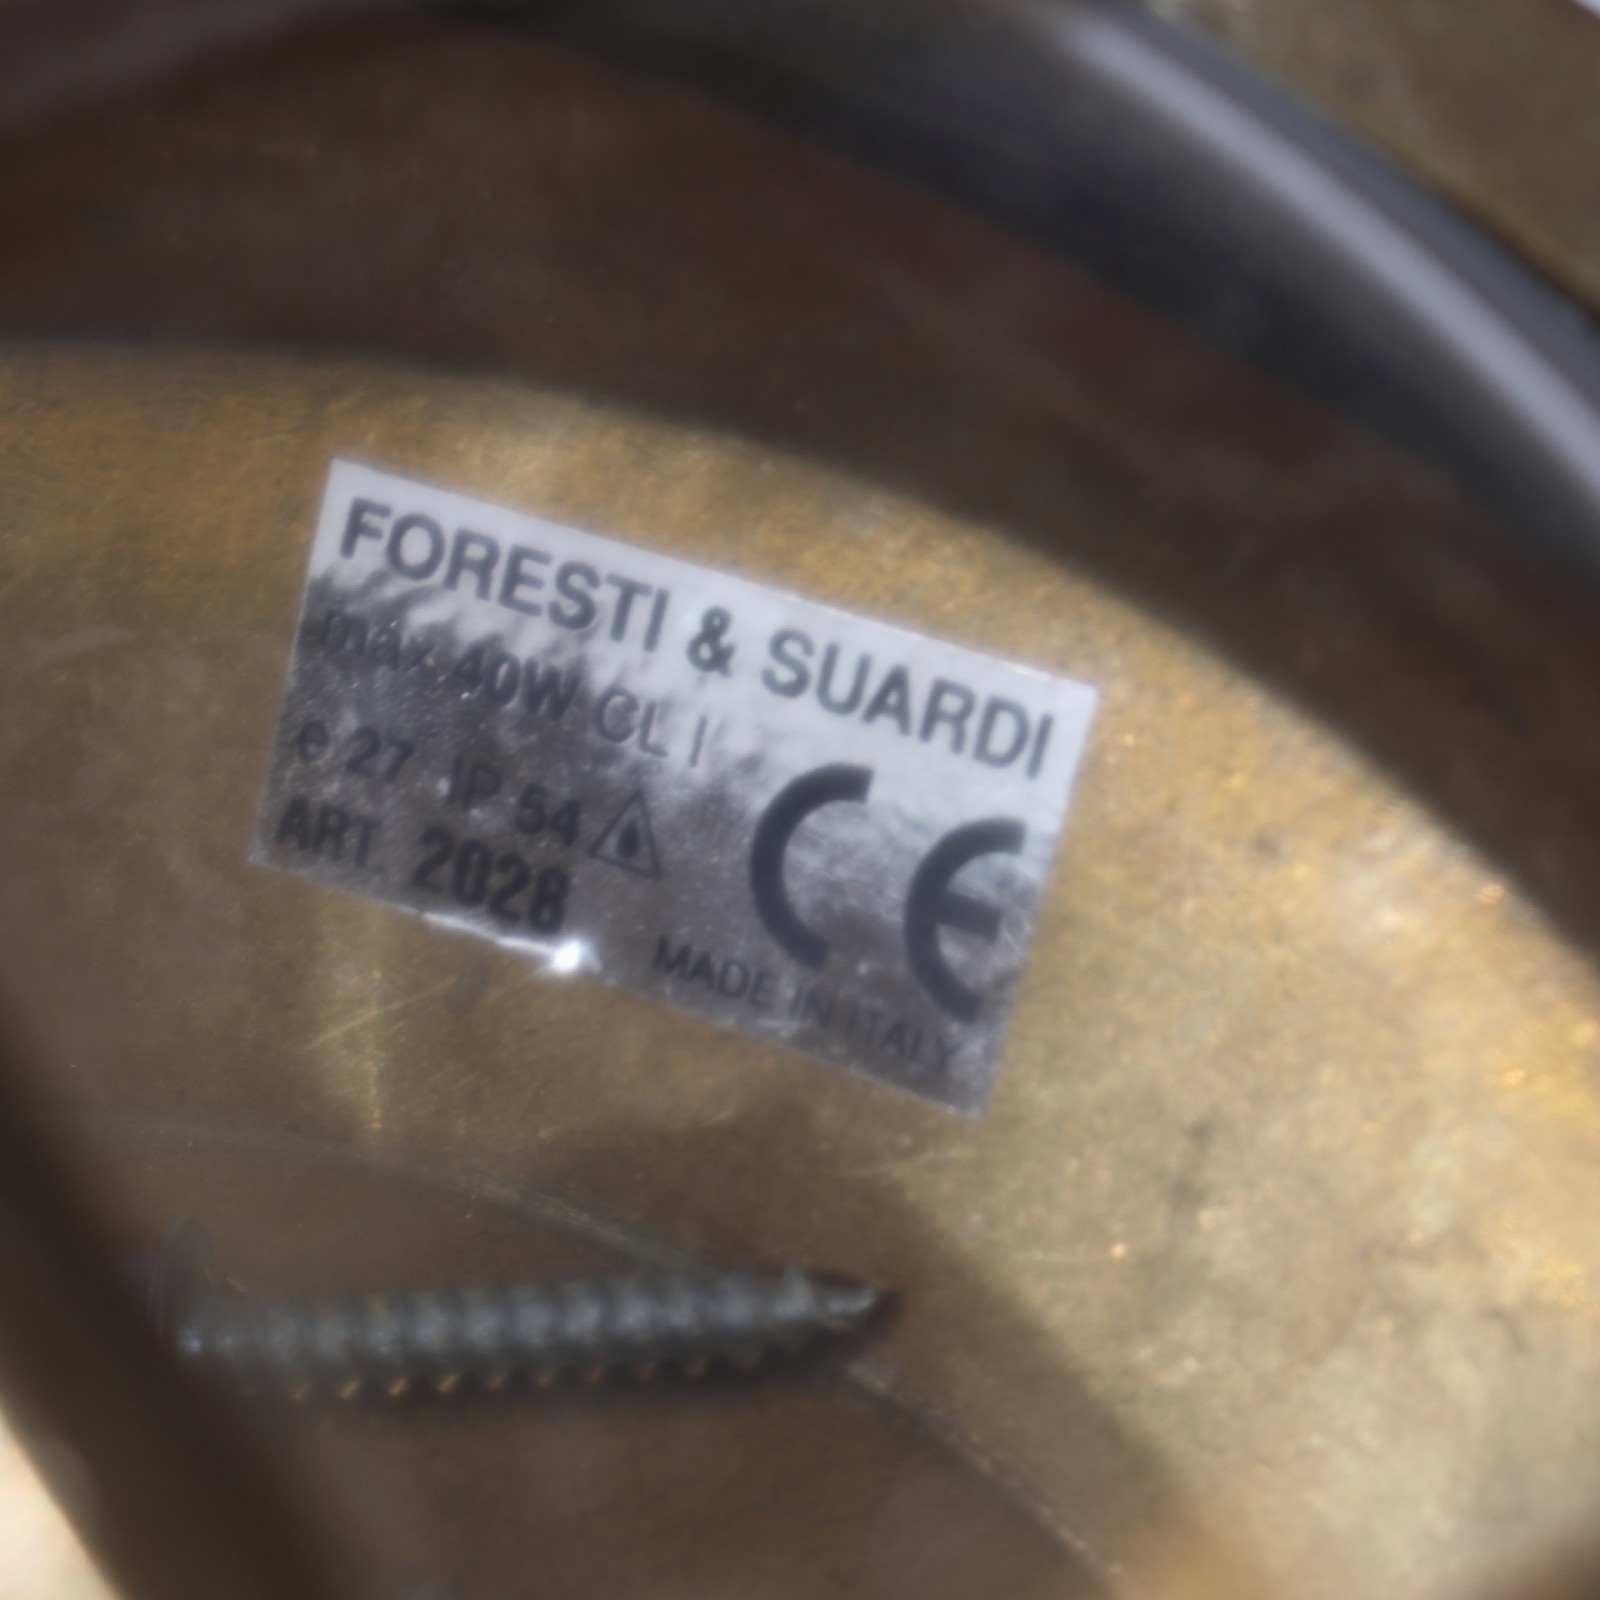 FORESTI & SUARDI
max 40W CL I
e 27 IP 54
ART. 2028
CE
MADE IN ITALY